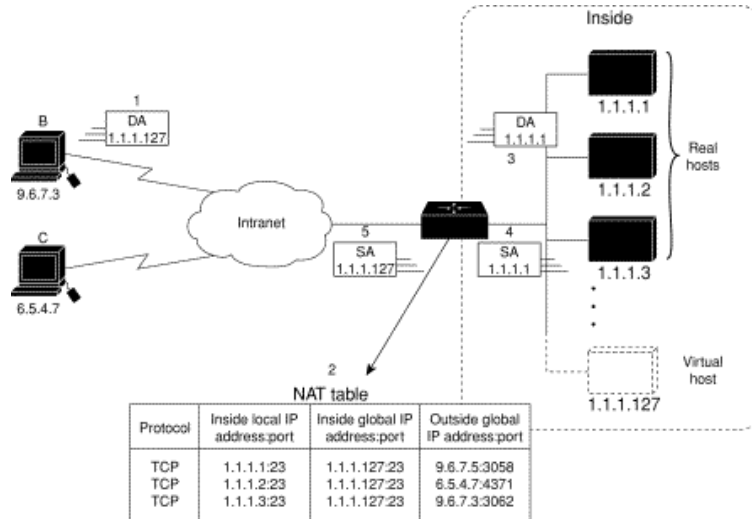 Inside
1
B
DA
1.1.1.127
9.6.7.3
DA
1.1.1.1
3
1.1.1.1
1.1.1.2
Real
hosts
Intranet
C
6.5.4.7
5
SA
1.1.1.127
4
SA
1.1.1.1
1.1.1.3
2
Virtual
host
1.1.1.127
NAT table
Protocol
Inside local IP
address:port
Inside global IP
address:port
Outside global
IP address:port
TCP 1.1.1.1:23 1.1.1.127:23 9.6.7.5:3058
TCP 1.1.1.2:23 1.1.1.127:23 6.5.4.7:4371
TCP 1.1.1.3:23 1.1.1.127:23 9.6.7.3:3062